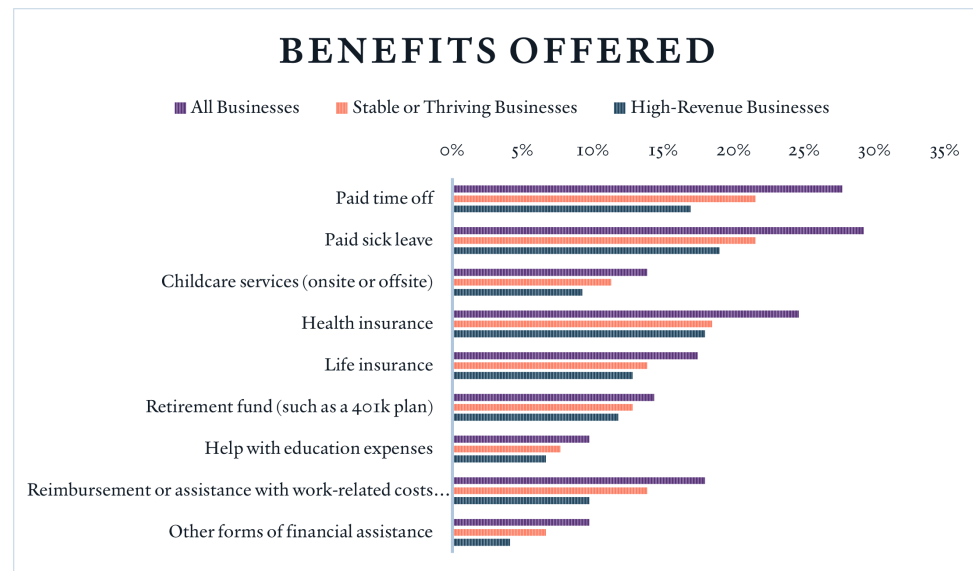 BENEFITS OFFERED
All Businesses Stable or Thriving Businesses High-Revenue Businesses
0% 5% 10% 15% 20% 25% 30% 35%
Paid time off
Paid sick leave
Childcare services (onsite or offsite)
Health insurance
Life insurance
Retirement fund (such as a 401k plan)
Help with education expenses
Reimbursement or assistance with work-related costs…
Other forms of financial assistance